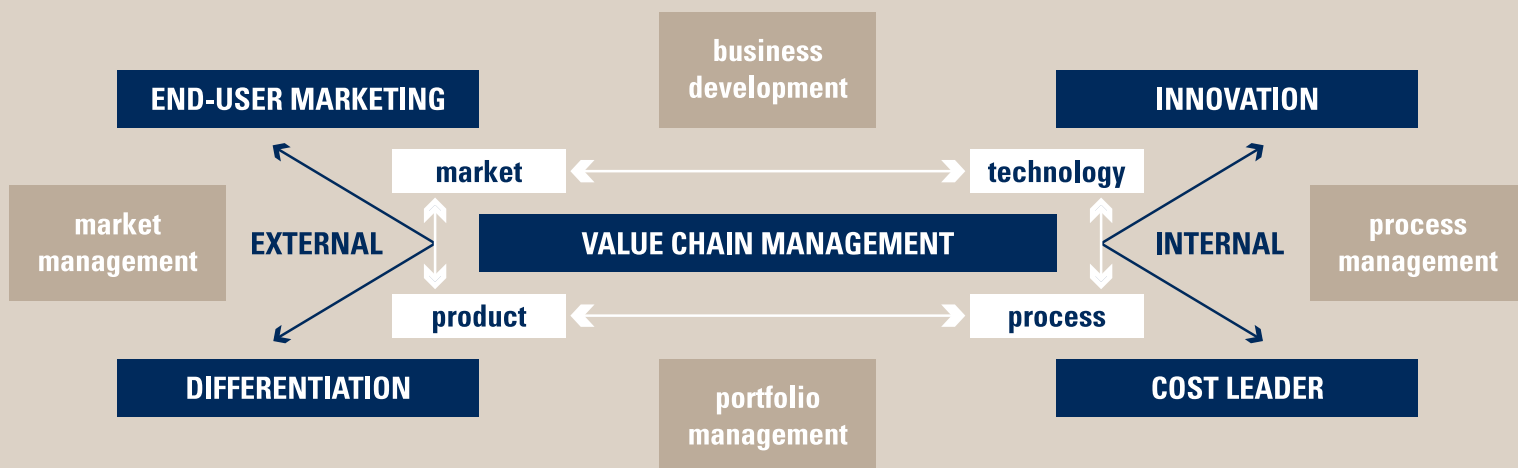 business
development
END-USER MARKETING
INNOVATION
market
technology
market
management
EXTERNAL
VALUE CHAIN MANAGEMENT
INTERNAL
process
management
product
process
DIFFERENTIATION
COST LEADER
portfolio
management